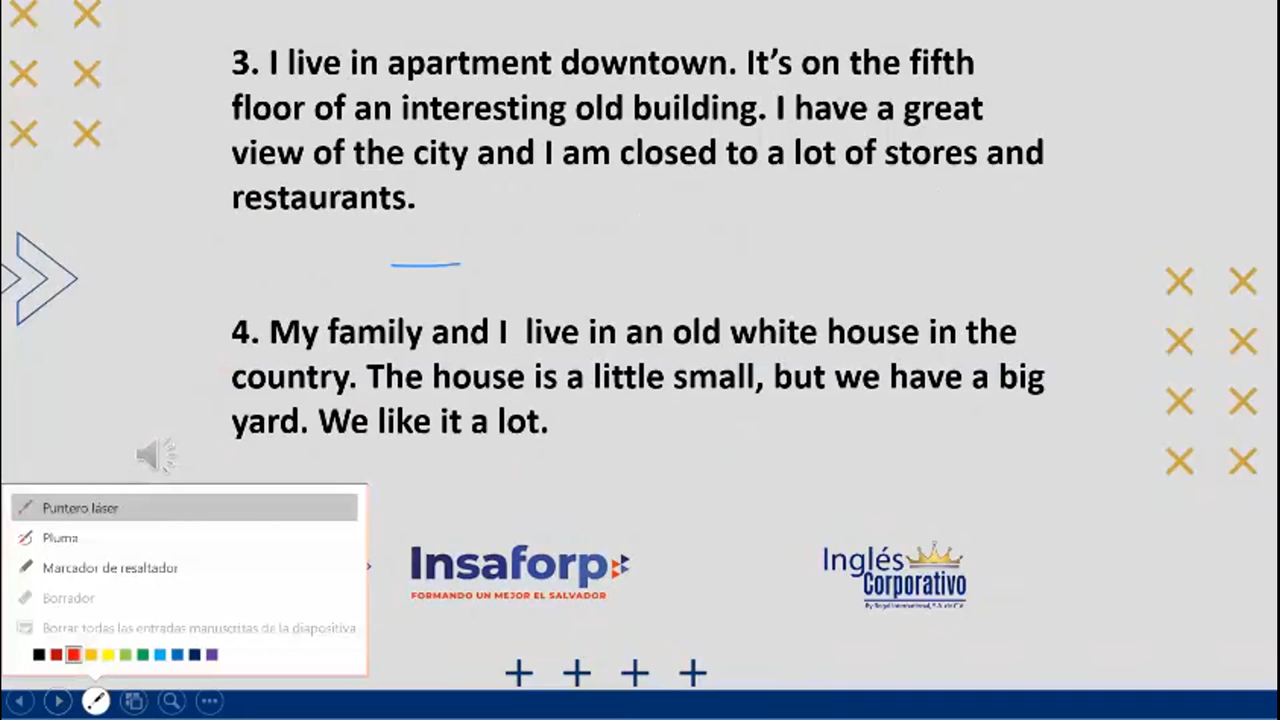 3. I live in apartment downtown. It’s on the fifth
floor of an interesting old building. I have a great
view of the city and I am closed to a lot of stores and
restaurants.
4. My family and I  live in an old white house in the
country. The house is a little small, but we have a big
yard. We like it a lot.
Puntero láser
Pluma
Marcador de resaltador
Borrador
Borrar todas las entradas manuscritas de la diapositiva
Insaforp
FORMANDO UN MEJOR EL SALVADOR
Inglés
Corporativo